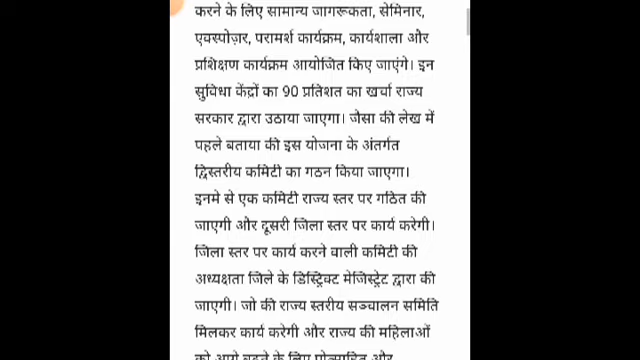 करने के लिए सामान्य जागरूकता, सेमिनार,
एक्स्पोज़र, परामर्श कार्यक्रम, कार्यशाला और
प्रशिक्षण कार्यक्रम आयोजित किए जाएंगे। इन
सुविधा केंद्रों का 90 प्रतिशत का खर्चा राज्य
सरकार द्वारा उठाया जाएगा। जैसा की लेख में
पहले बताया की इस योजना के अंतर्गत
द्विस्तरीय कमिटी का गठन किया जाएगा।
इनमे से एक कमिटी राज्य स्तर पर गठित की
जाएगी और दूसरी जिला स्तर पर कार्य करेगी।
जिला स्तर पर कार्य करने वाली कमिटी की
अध्यक्षता जिले के डिस्ट्रिक्ट मेजिस्ट्रेट द्वारा की
जाएगी। जो की राज्य स्तरीय सञ्चालन समिति
मिलकर कार्य करेगी और राज्य की महिलाओं
को आगे बढ़ने के लिए प्रोत्साहित और